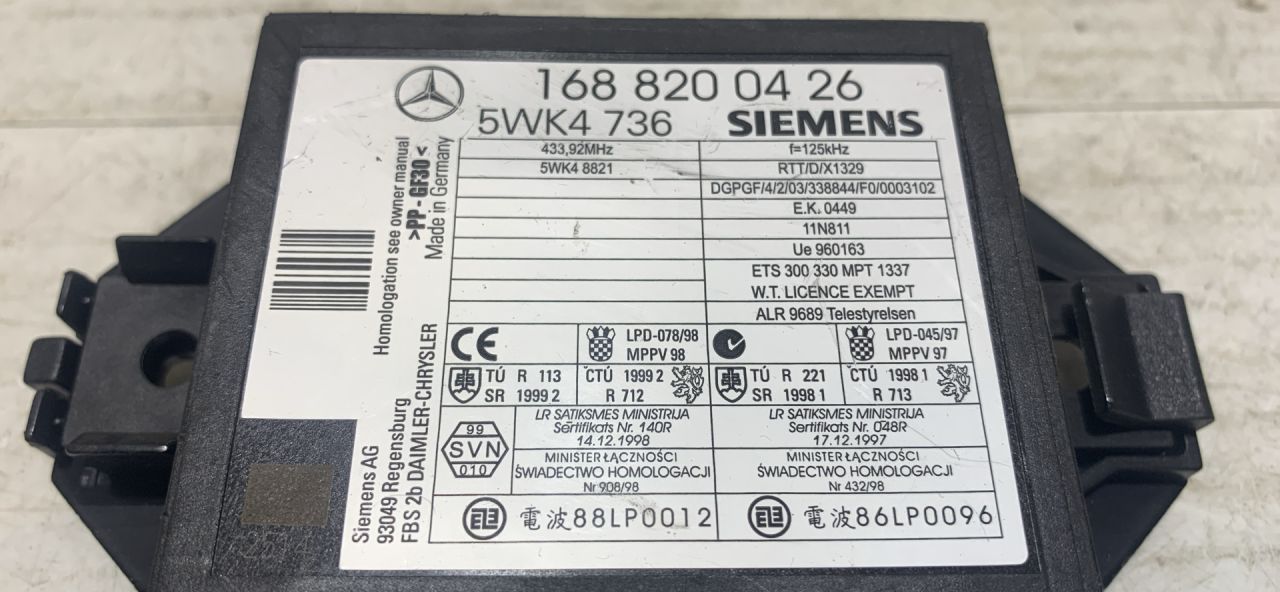 168 820 04 26
5WK4 736 SIEMENS
433,92MHz f=125kHz
5WK4 8821 RTT/D/X1329
DGPGF/4/2/03/338844/F0/0003102
E.K. 0449
11N811
Ue 960163
ETS 300 330 MPT 1337
W.T. LICENCE EXEMPT
ALR 9689 Telestyrelsen
CE LPD-078/98 LPD-045/97
MPPV 98 MPPV 97
TÚ R 113 ČTÚ 1999 2 TÚ R 221 ČTÚ 1998 1
SR 1999 2 R 712 SR 1998 1 R 713
LR SATIKSMES MINISTRIJA LR SATIKSMES MINISTRIJA
Sertifikats Nr. 140R Sertifikats Nr. 048R
14.12.1998 17.12.1997
99
SVN
010
MINISTER ŁĄCZNOŚCI MINISTER ŁĄCZNOŚCI
ŚWIADECTWO HOMOLOGACJI ŚWIADECTWO HOMOLOGACJI
Nr 908/98 Nr 432/98
電波88LP0012 電波86LP0096
Homologation see owner manual
>PP-GF30<
Made in Germany
Siemens AG
93049 Regensburg
FBS 2b DAIMLER-CHRYSLER